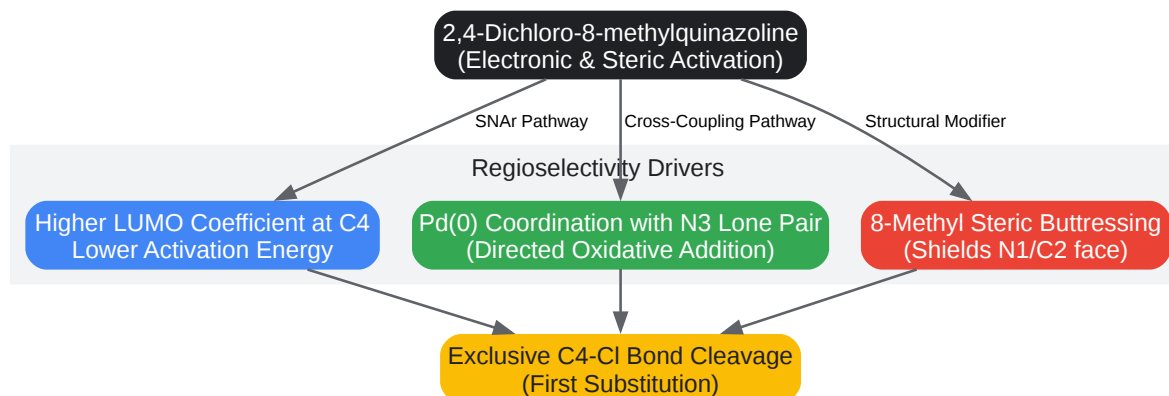 2,4-Dichloro-8-methylquinazoline
(Electronic & Steric Activation)
SNAr Pathway
Cross-Coupling Pathway
Structural Modifier
Regioselectivity Drivers
Higher LUMO Coefficient at C4
Lower Activation Energy
Pd(0) Coordination with N3 Lone Pair
(Directed Oxidative Addition)
8-Methyl Steric Buttressing
(Shields N1/C2 face)
Exclusive C4-Cl Bond Cleavage
(First Substitution)